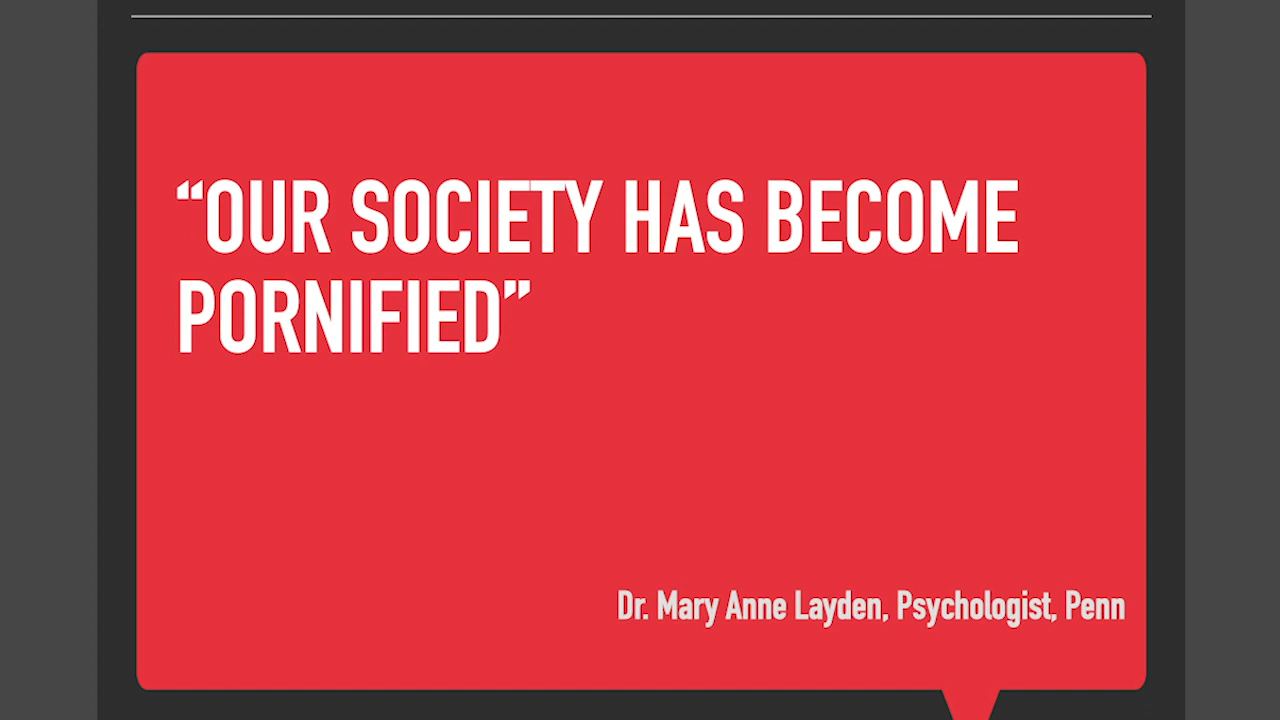 “OUR SOCIETY HAS BECOME
PORNIFIED”
Dr. Mary Anne Layden, Psychologist, Penn